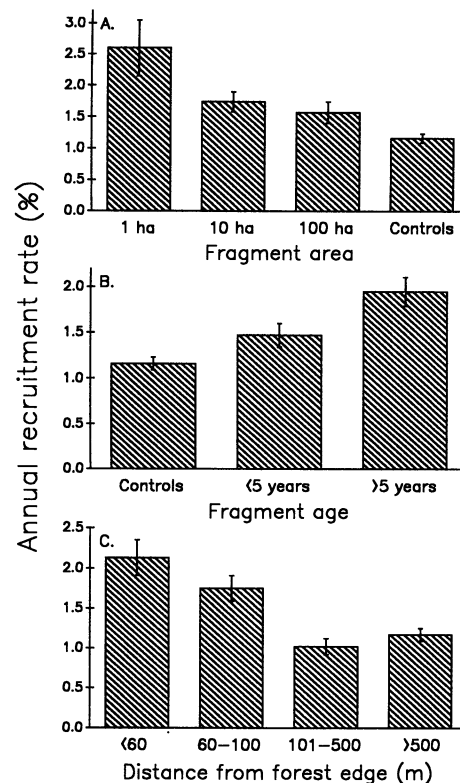 Annual recruitment rate (%)
A.
3.0
2.5
2.0
1.5
1.0
0.5
0.0
1 ha 10 ha 100 ha Controls
Fragment area
B.
2.0
1.5
1.0
0.5
0.0
Controls <5 years >5 years
Fragment age
C.
2.5
2.0
1.5
1.0
0.5
0.0
<60 60-100 101-500 >500
Distance from forest edge (m)